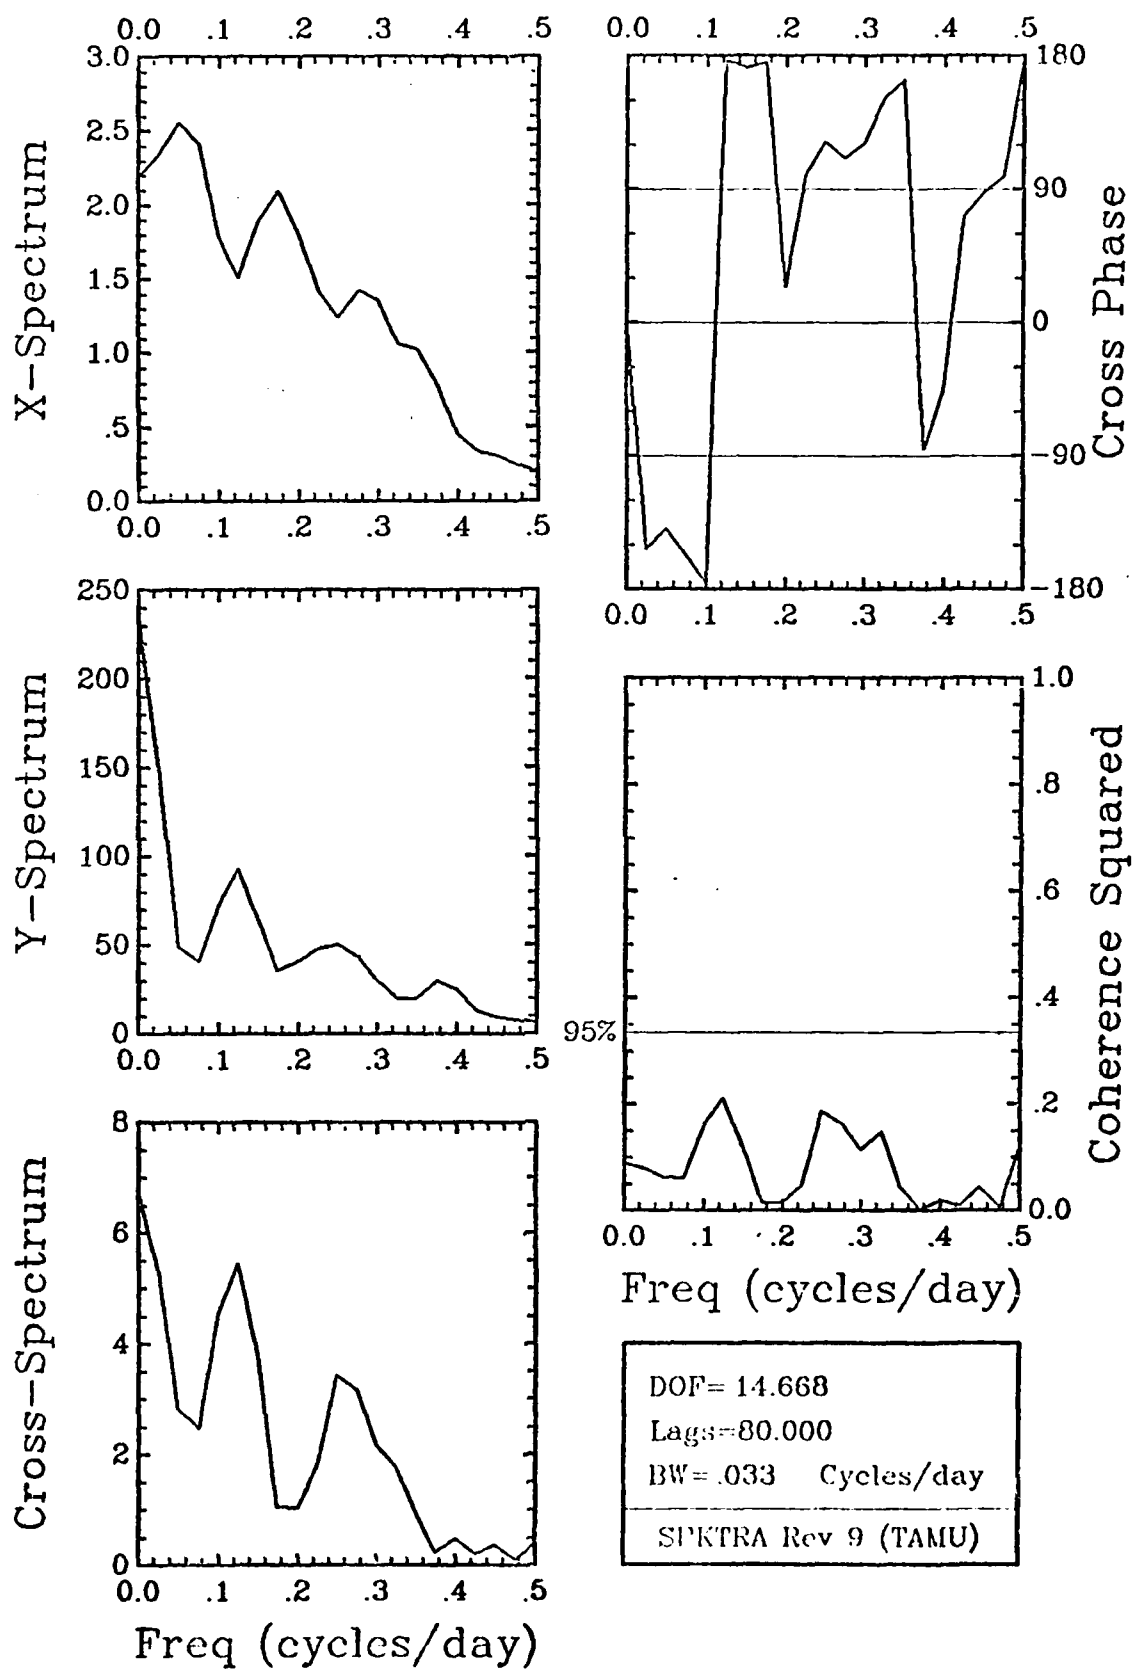 0.0 .1 .2 .3 .4 .5
3.0
2.5
2.0
1.5
1.0
.5
0.0
X-Spectrum
0.0 .1 .2 .3 .4 .5
0.0 .1 .2 .3 .4 .5
180
90
0
-90
-180
Cross Phase
0.0 .1 .2 .3 .4 .5
250
200
150
100
50
0
Y-Spectrum
0.0 .1 .2 .3 .4 .5
1.0
.8
.6
.4
.2
0.0
95%
Coherence Squared
0.0 .1 .2 .3 .4 .5
Freq (cycles/day)
8
6
4
2
0
Cross-Spectrum
0.0 .1 .2 .3 .4 .5
Freq (cycles/day)
DOF= 14.668
Lags=80.000
BW= .033 Cycles/day
SPKTRA Rev 9 (TAMU)